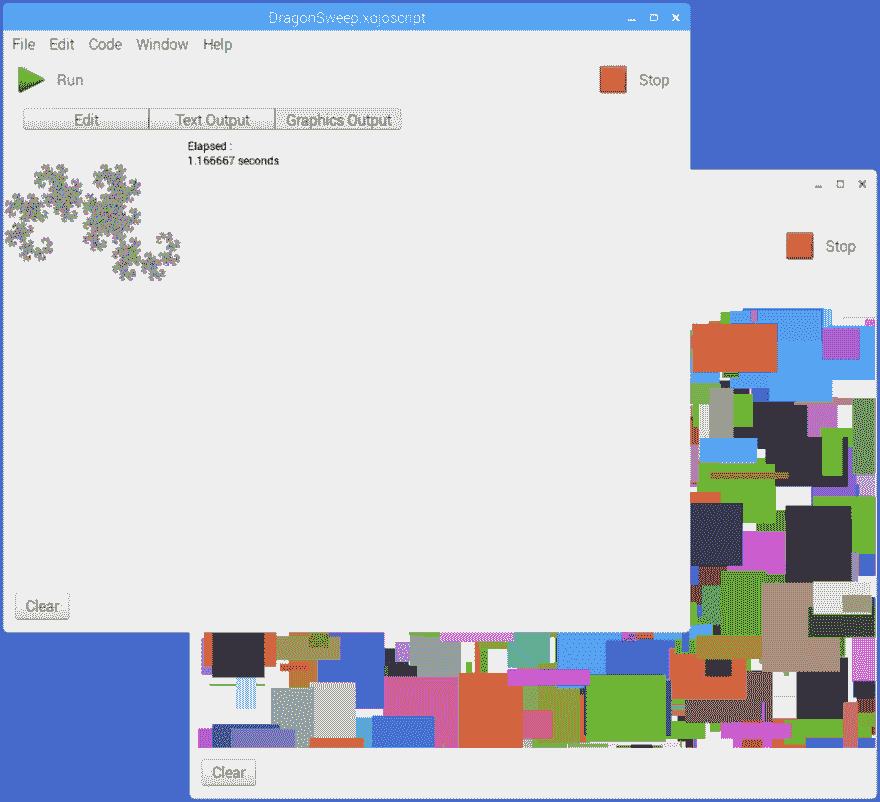 DragonSweep.xojoscript
File Edit Code Window Help
Run Stop
Edit Text Output Graphics Output
Elapsed :
1.166667 seconds
Stop
Clear
Clear